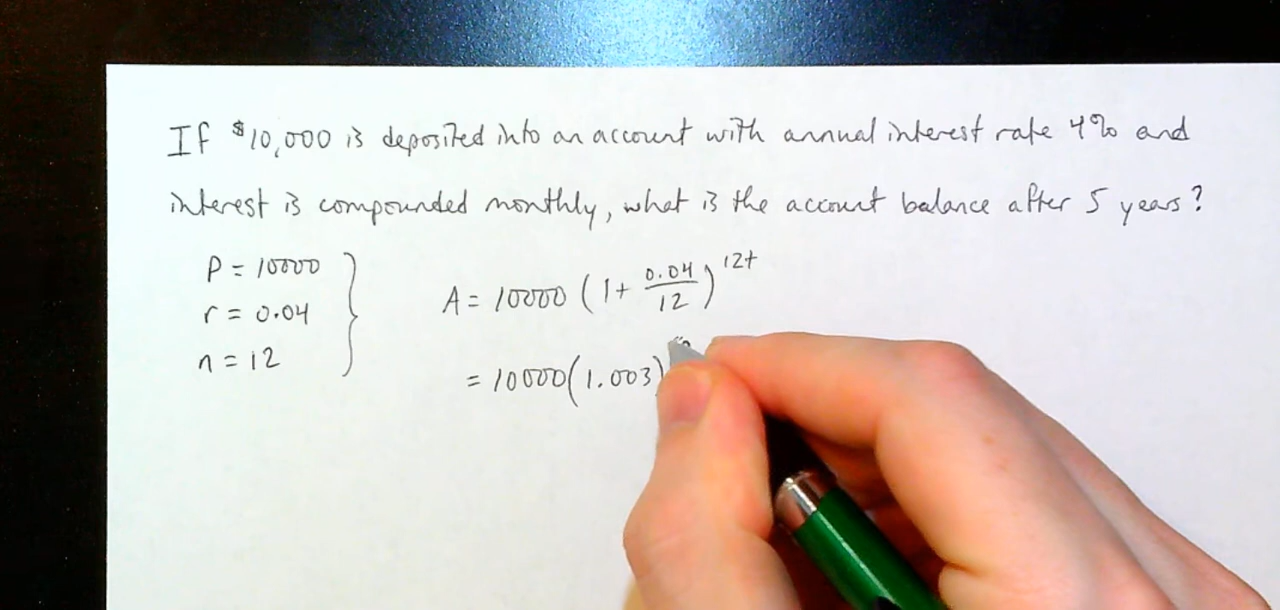 If $10,000 is deposited into an account with annual interest rate 4% and
interest is compounded monthly, what is the account balance after 5 years?
P = 10000
r = 0.04
n = 12
A = 10000 (1 + 0.04/12)^12t
= 10000(1.003)